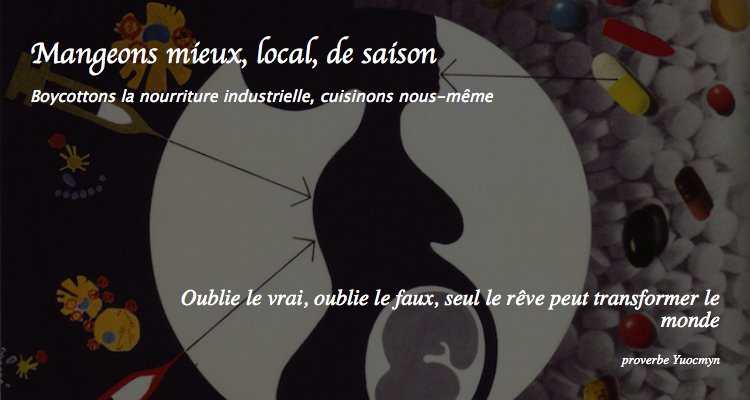 Mangeons mieux, local, de saison
Boycottons la nourriture industrielle, cuisinons nous-même
Oublie le vrai, oublie le faux, seul le rêve peut transformer le
monde
proverbe Yuocmyn